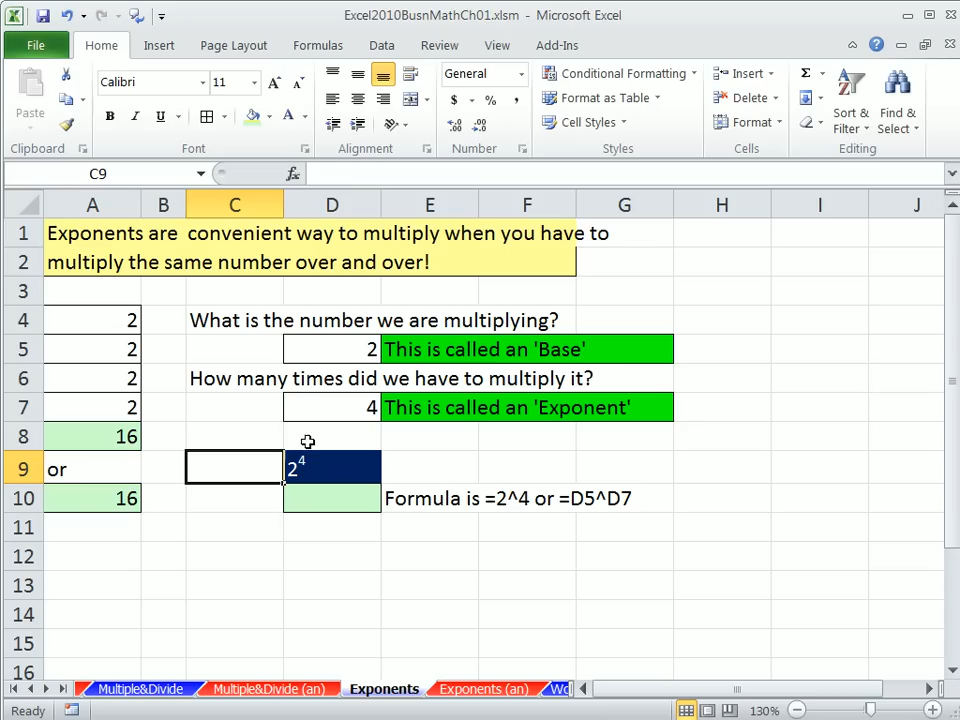 Excel2010BusnMathCh01.xlsm - Microsoft Excel
File Home Insert Page Layout Formulas Data Review View Add-Ins
Calibri 11 General Conditional Formatting Insert Σ
Paste $ % , Format as Table Delete Sort & Find &
B I U A Cell Styles Format Filter Select
Clipboard Font Alignment Number Styles Cells Editing
C9 fx
A B C D E F G H I J
1 Exponents are convenient way to multiply when you have to
2 multiply the same number over and over!
3
4 2 What is the number we are multiplying?
5 2 2 This is called an 'Base'
6 2 How many times did we have to multiply it?
7 2 4 This is called an 'Exponent'
8 16
9 or 2⁴
10 16 Formula is =2^4 or =D5^D7
11
12
13
14
15
16
Multiple&Divide Multiple&Divide (an) Exponents Exponents (an)
Ready 130%